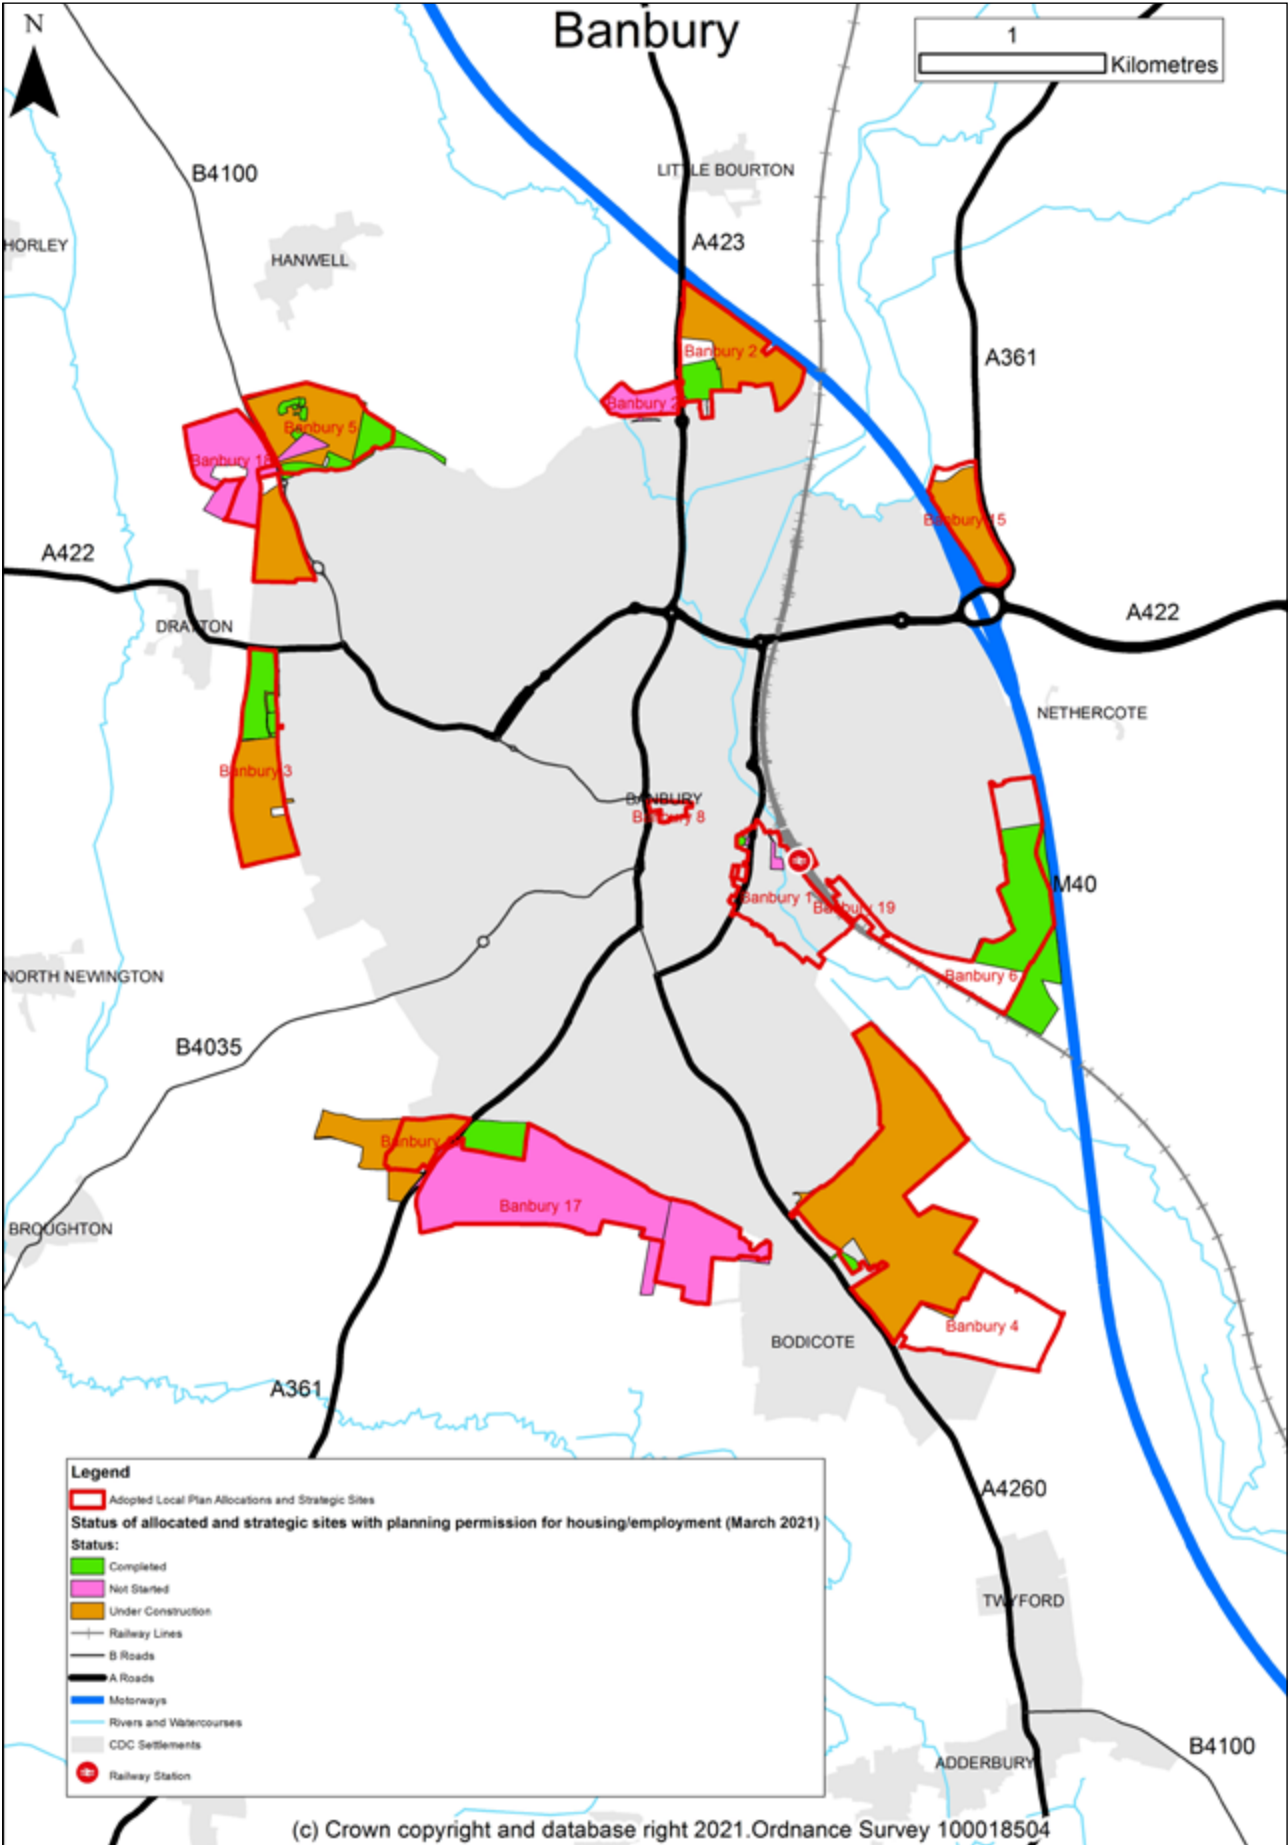 Banbury
N
1
Kilometres
B4100
LITTLE BOURTON
HORLEY
HANWELL
A423
Banbury 2
A361
Banbury 2
Banbury 5
Banbury 18
Banbury 15
A422
A422
DRAYTON
NETHERCOTE
Banbury 3
BANBURY
Banbury 8
M40
Banbury 1
Banbury 19
NORTH NEWINGTON
Banbury 6
B4035
Banbury
Banbury 17
BROUGHTON
Banbury 4
BODICOTE
A361
A4260
Legend
Adopted Local Plan Allocations and Strategic Sites
Status of allocated and strategic sites with planning permission for housing/employment (March 2021)
Status:
Completed
Not Started
Under Construction
Railway Lines
B Roads
A Roads
Motorways
Rivers and Watercourses
CDC Settlements
Railway Station
TWYFORD
B4100
ADDERBURY
(c) Crown copyright and database right 2021.Ordnance Survey 100018504